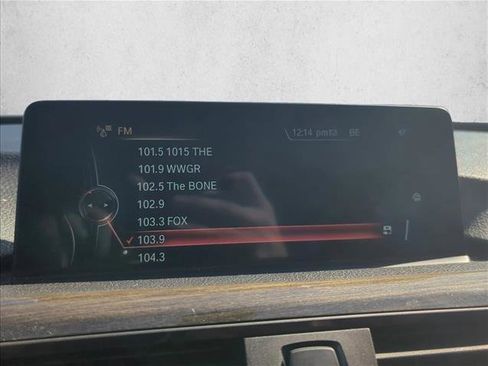 FM
12:14 pm
BE
101.5 1015 THE
101.9 WWGR
102.5 The BONE
102.9
103.3 FOX
103.9
104.3